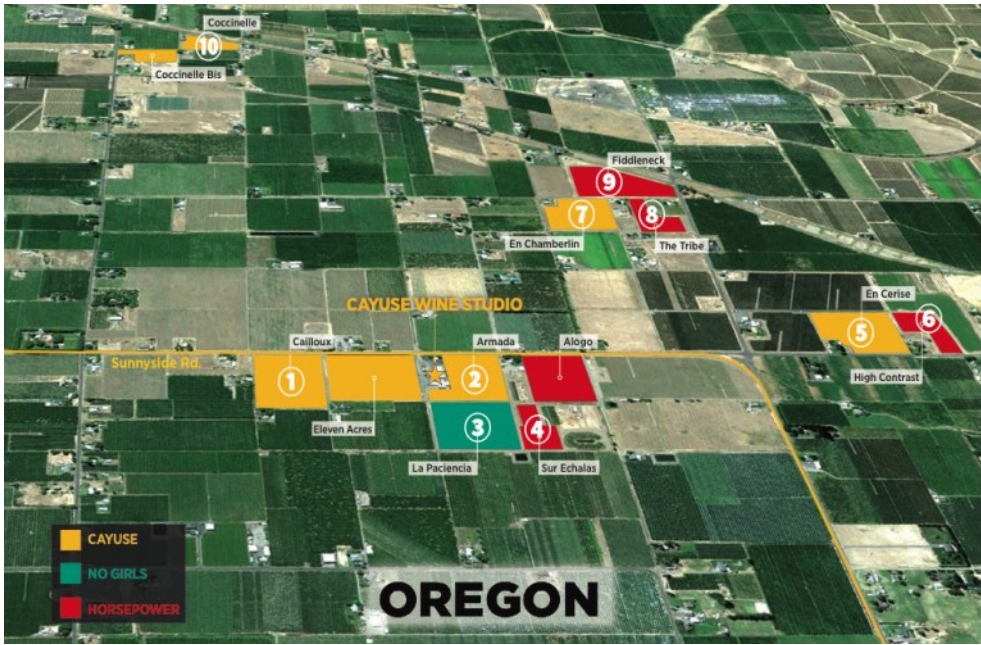 Coccinelle
10
Coccinelle Bis
Fiddleneck
9
7
8
En Chamberlin
The Tribe
CAYUSE WINE STUDIO
En Cerise
6
5
Sunnyside Rd.
Cailloux
Armada
Alogo
High Contrast
1
2
Eleven Acres
3
4
La Paciencia
Sur Echalas
CAYUSE
NO GIRLS
HORSEPOWER
OREGON